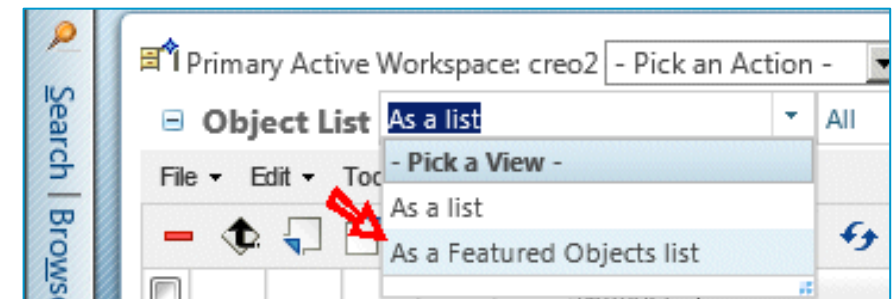 Primary Active Workspace: creo2 - Pick an Action -
Object List As a list All
- Pick a View -
File Edit
As a list
As a Featured Objects list
Search | Browse